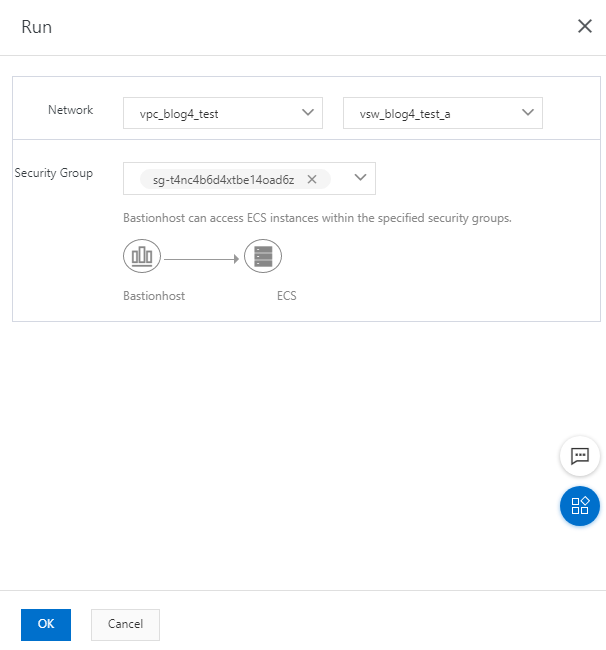 Run
Network vpc_blog4_test vsw_blog4_test_a
Security Group sg-t4nc4b6d4xtbe14oad6z
Bastionhost can access ECS instances within the specified security groups.
Bastionhost ECS
OK Cancel